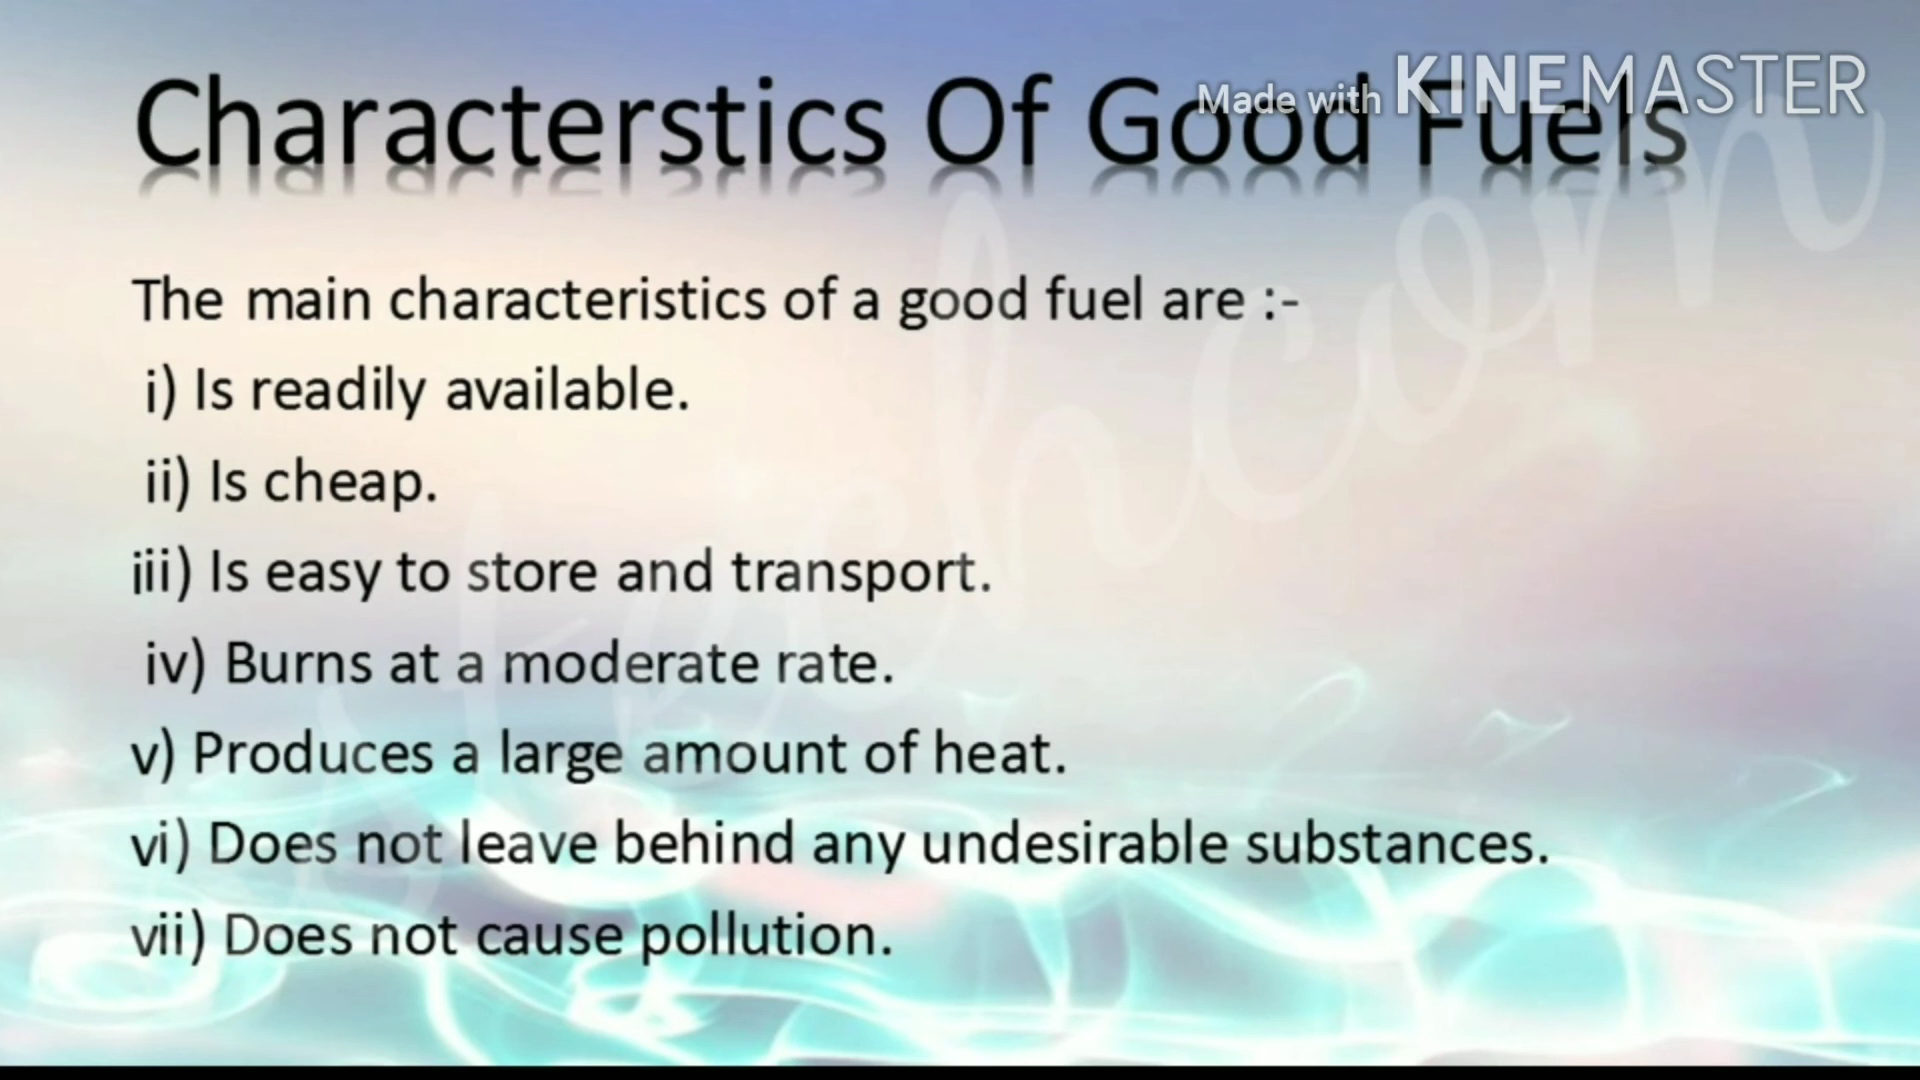 Characterstics Of Good Fuels
Made with KINEMASTER
The main characteristics of a good fuel are :-
i) Is readily available.
ii) Is cheap.
iii) Is easy to store and transport.
iv) Burns at a moderate rate.
v) Produces a large amount of heat.
vi) Does not leave behind any undesirable substances.
vii) Does not cause pollution.